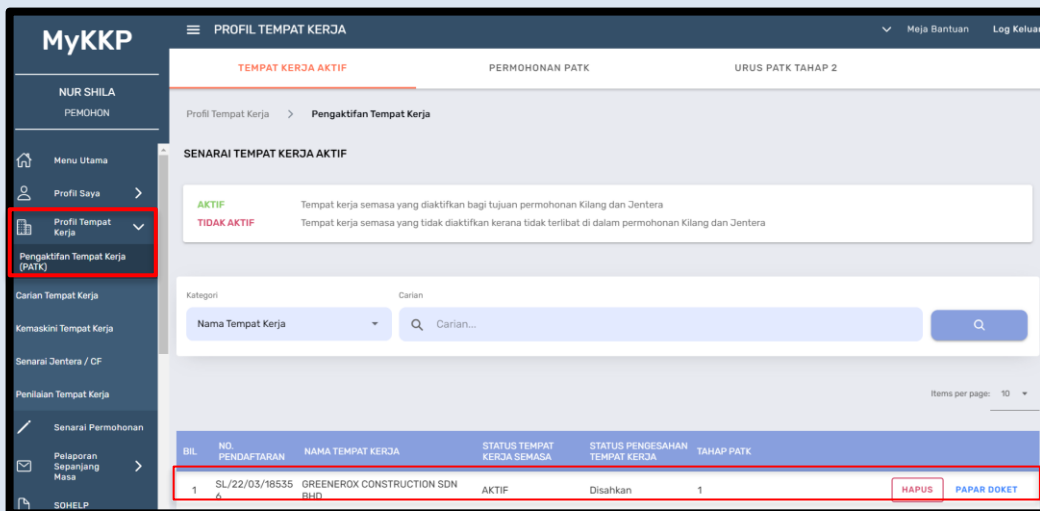 MyKKP
PROFIL TEMPAT KERJA
Meja Bantuan
Log Keluar
NUR SHILA
PEMOHON
TEMPAT KERJA AKTIF
PERMOHONAN PATK
URUS PATK TAHAP 2
Profil Tempat Kerja > Pengaktifan Tempat Kerja
Menu Utama
Profil Saya
Profil Tempat
Kerja
Pengaktifan Tempat Kerja
(PATK)
Carian Tempat Kerja
Kemaskini Tempat Kerja
Senarai Jentera / CF
Penilaian Tempat Kerja
Senarai Permohonan
Pelaporan
Sepanjang
Masa
SOHELP
SENARAI TEMPAT KERJA AKTIF
AKTIF Tempat kerja semasa yang diaktifkan bagi tujuan permohonan Kilang dan Jentera
TIDAK AKTIF Tempat kerja semasa yang tidak diaktifkan kerana tidak terlibat di dalam permohonan Kilang dan Jentera
Kategori
Carian
Nama Tempat Kerja
Carian...
Items per page: 10
BIL
NO.
PENDAFTARAN
NAMA TEMPAT KERJA
STATUS TEMPAT
KERJA SEMASA
STATUS PENGESAHAN
TEMPAT KERJA
TAHAP PATK
1
SL/22/03/18535
6
GREENEROX CONSTRUCTION SDN
BHD
AKTIF
Disahkan
1
HAPUS
PAPAR DOKET